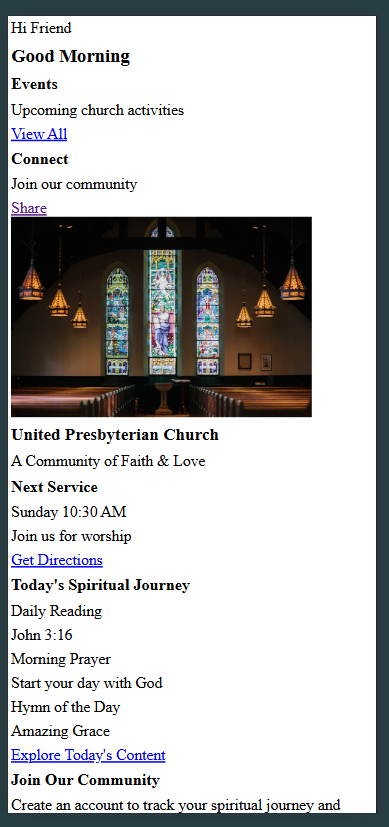 Hi Friend
Good Morning
Events
Upcoming church activities
View All
Connect
Join our community
Share
United Presbyterian Church
A Community of Faith & Love
Next Service
Sunday 10:30 AM
Join us for worship
Get Directions
Today's Spiritual Journey
Daily Reading
John 3:16
Morning Prayer
Start your day with God
Hymn of the Day
Amazing Grace
Explore Today's Content
Join Our Community
Create an account to track your spiritual journey and